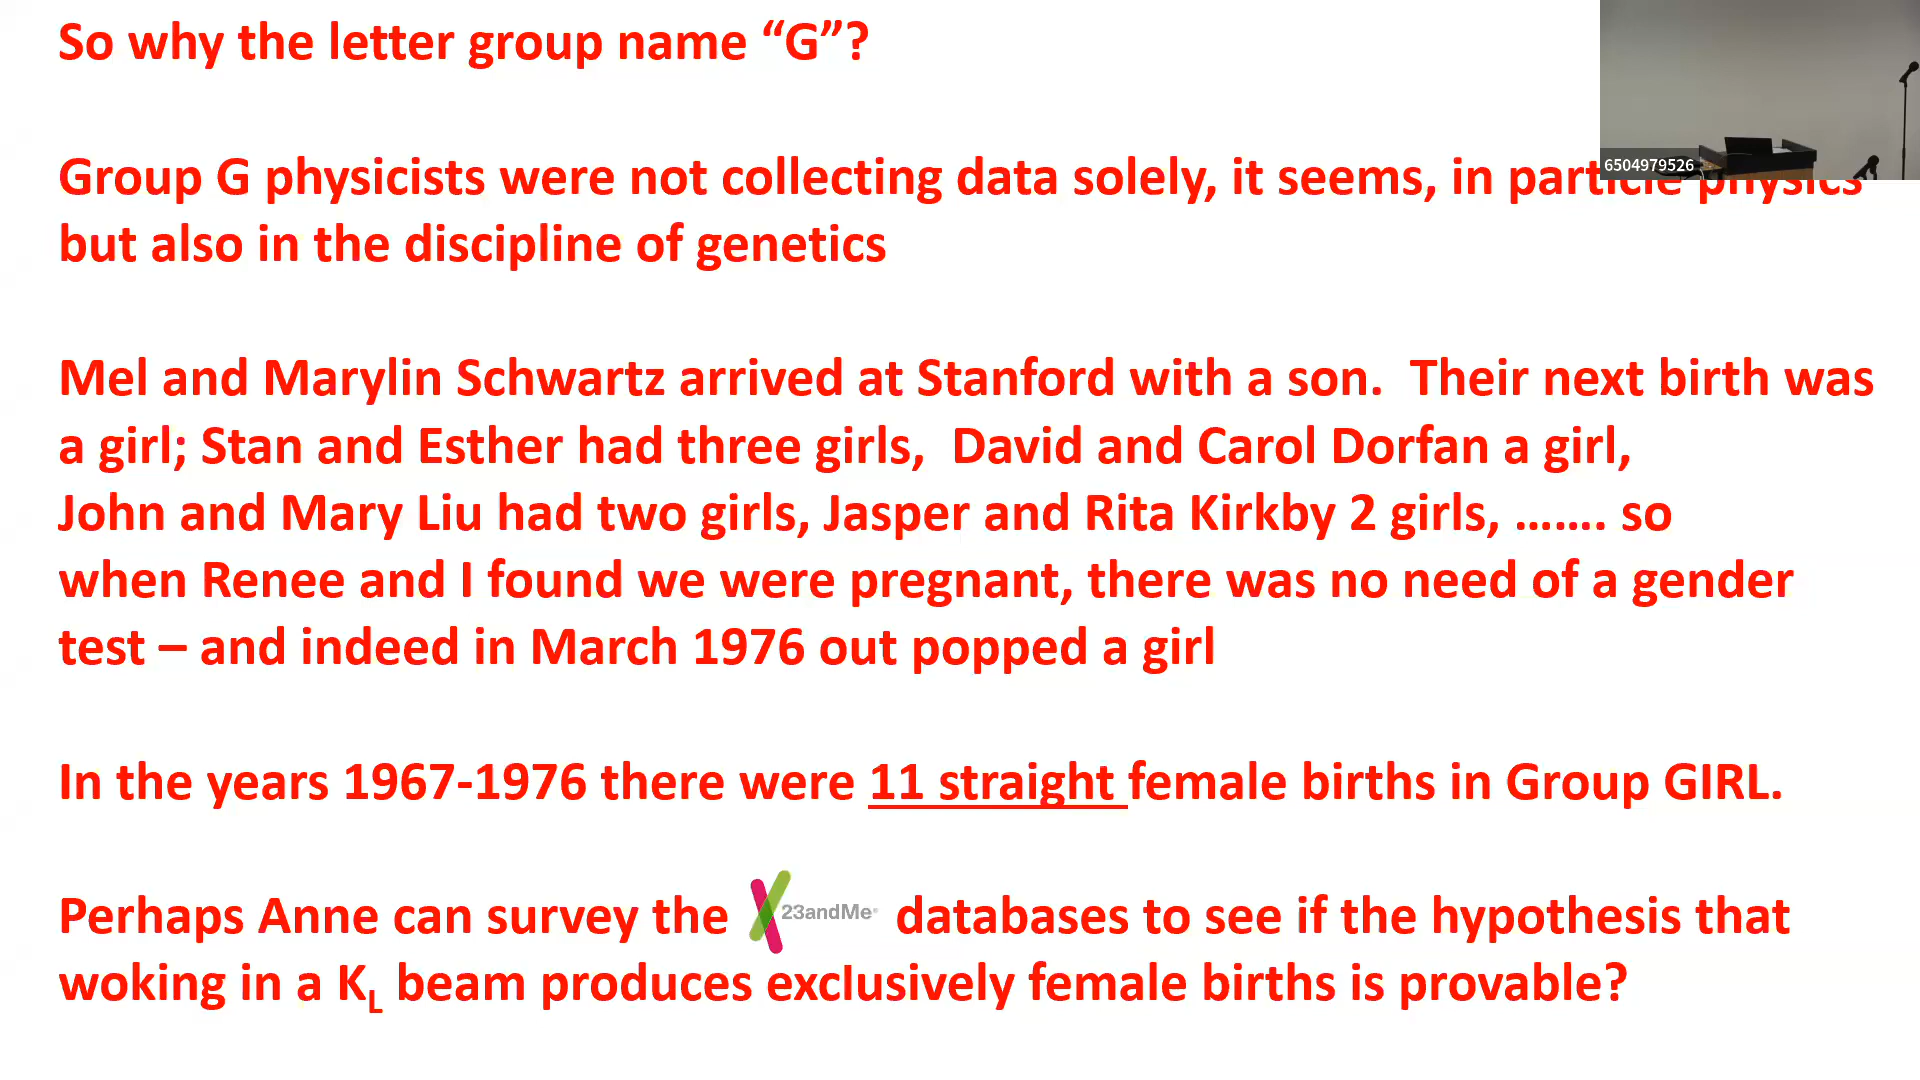 So why the letter group name “G”?
6504979526
Group G physicists were not collecting data solely, it seems, in particle physics
but also in the discipline of genetics
Mel and Marylin Schwartz arrived at Stanford with a son. Their next birth was
a girl; Stan and Esther had three girls, David and Carol Dorfan a girl,
John and Mary Liu had two girls, Jasper and Rita Kirkby 2 girls, ……. so
when Renee and I found we were pregnant, there was no need of a gender
test – and indeed in March 1976 out popped a girl
In the years 1967-1976 there were 11 straight female births in Group GIRL.
Perhaps Anne can survey the 23andMe® databases to see if the hypothesis that
woking in a KL beam produces exclusively female births is provable?